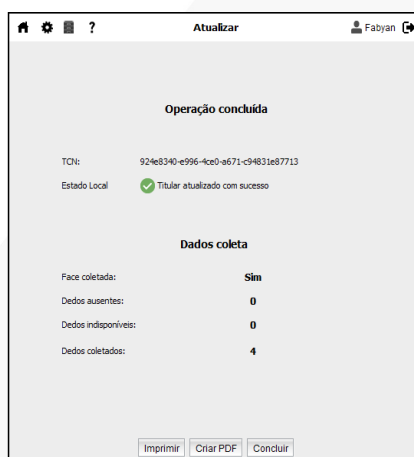 ? Atualizar Fabyan
Operação concluída
TCN: 924e8340-e996-4ce0-a671-c94831e87713
Estado Local Titular atualizado com sucesso
Dados coleta
Face coletada: Sim
Dedos ausentes: 0
Dedos indisponíveis: 0
Dedos coletados: 4
Imprimir Criar PDF Concluir